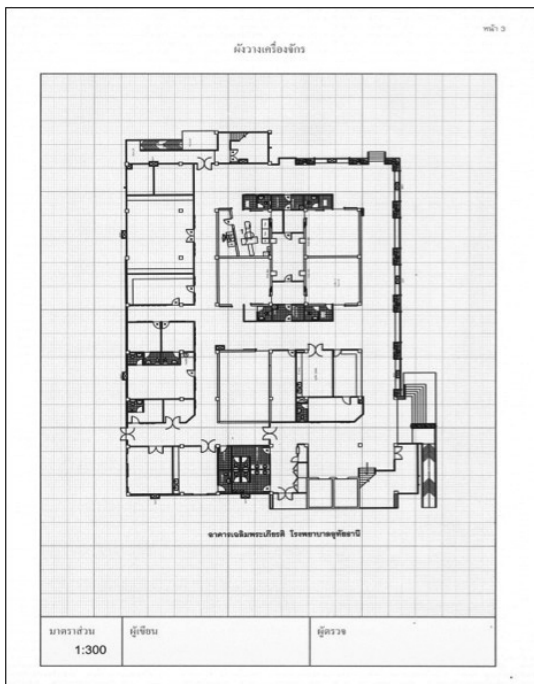 หน้า 3
ผังวางเครื่องจักร
อาคารเฉลิมพระเกียรติ โรงพยาบาลอุทัยธานี
มาตราส่วน
1:300
ผู้เขียน
ผู้ตรวจ